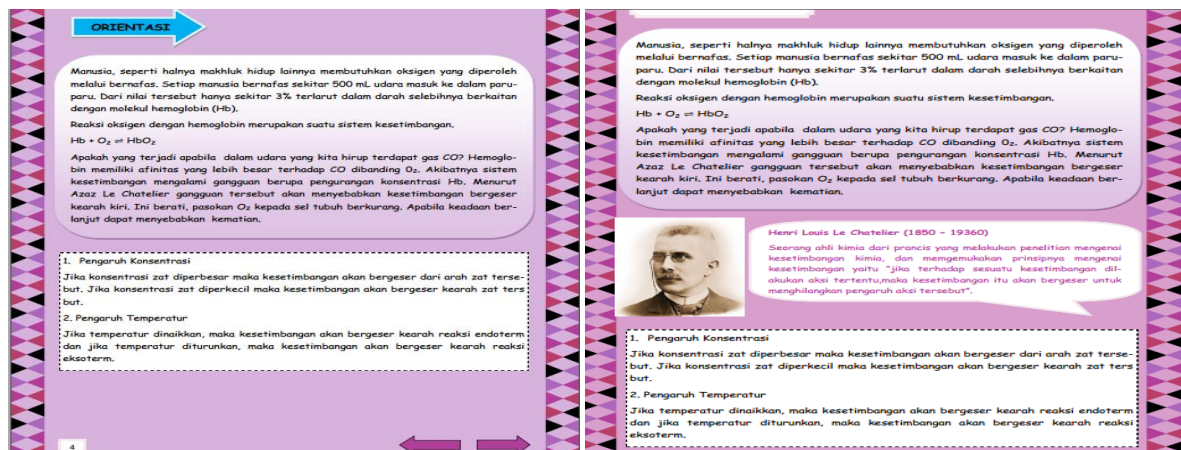 ORIENTASI
Manusia, seperti halnya makhluk hidup lainnya membutuhkan oksigen yang diperoleh
melalui bernafas. Setiap manusia bernafas sekitar 500 mL udara masuk ke dalam paru-
paru. Dari nilai tersebut hanya sekitar 3% terlarut dalam darah selebihnya berkaitan
dengan molekul hemoglobin (Hb).
Reaksi oksigen dengan hemoglobin merupakan suatu sistem kesetimbangan.
Hb + O₂ ⇌ HbO₂
Apakah yang terjadi apabila dalam udara yang kita hirup terdapat gas CO? Hemoglo-
bin memiliki afinitas yang lebih besar terhadap CO dibanding O₂. Akibatnya sistem
kesetimbangan mengalami gangguan berupa pengurangan konsentrasi Hb. Menurut
Azaz Le Chatelier gangguan tersebut akan menyebabkan kesetimbangan bergeser
kearah kiri. Ini berati, pasokan O₂ kepada sel tubuh berkurang. Apabila keadaan ber-
lanjut dapat menyebabkan kematian.
1. Pengaruh Konsentrasi
Jika konsentrasi zat diperbesar maka kesetimbangan akan bergeser dari arah zat terse-
but. Jika konsentrasi zat diperkecil maka kesetimbangan akan bergeser kearah zat ters
but.
2. Pengaruh Temperatur
Jika temperatur dinaikkan, maka kesetimbangan akan bergeser kearah reaksi endoterm
dan jika temperatur diturunkan, maka kesetimbangan akan bergeser kearah reaksi
eksoterm.
4
Manusia, seperti halnya makhluk hidup lainnya membutuhkan oksigen yang diperoleh
melalui bernafas. Setiap manusia bernafas sekitar 500 mL udara masuk ke dalam paru-
paru. Dari nilai tersebut hanya sekitar 3% terlarut dalam darah selebihnya berkaitan
dengan molekul hemoglobin (Hb).
Reaksi oksigen dengan hemoglobin merupakan suatu sistem kesetimbangan.
Hb + O₂ ⇌ HbO₂
Apakah yang terjadi apabila dalam udara yang kita hirup terdapat gas CO? Hemoglo-
bin memiliki afinitas yang lebih besar terhadap CO dibanding O₂. Akibatnya sistem
kesetimbangan mengalami gangguan berupa pengurangan konsentrasi Hb. Menurut
Azaz Le Chatelier gangguan tersebut akan menyebabkan kesetimbangan bergeser
kearah kiri. Ini berati, pasokan O₂ kepada sel tubuh berkurang. Apabila keadaan ber-
lanjut dapat menyebabkan kematian.
Henri Louis Le Chatelier (1850 - 19360)
Seorang ahli kimia dari prancis yang melakukan penelitian mengenai
kesetimbangan kimia, dan mengemukakan prinsipnya mengenai
kesetimbangan yaitu "jika terhadap sesuatu kesetimbangan dil-
akukan aksi tertentu,maka kesetimbangan itu akan bergeser untuk
menghilangkan pengaruh aksi tersebut".
1. Pengaruh Konsentrasi
Jika konsentrasi zat diperbesar maka kesetimbangan akan bergeser dari arah zat terse-
but. Jika konsentrasi zat diperkecil maka kesetimbangan akan bergeser kearah zat ters
but.
2. Pengaruh Temperatur
Jika temperatur dinaikkan, maka kesetimbangan akan bergeser kearah reaksi endoterm
dan jika temperatur diturunkan, maka kesetimbangan akan bergeser kearah reaksi
eksoterm.